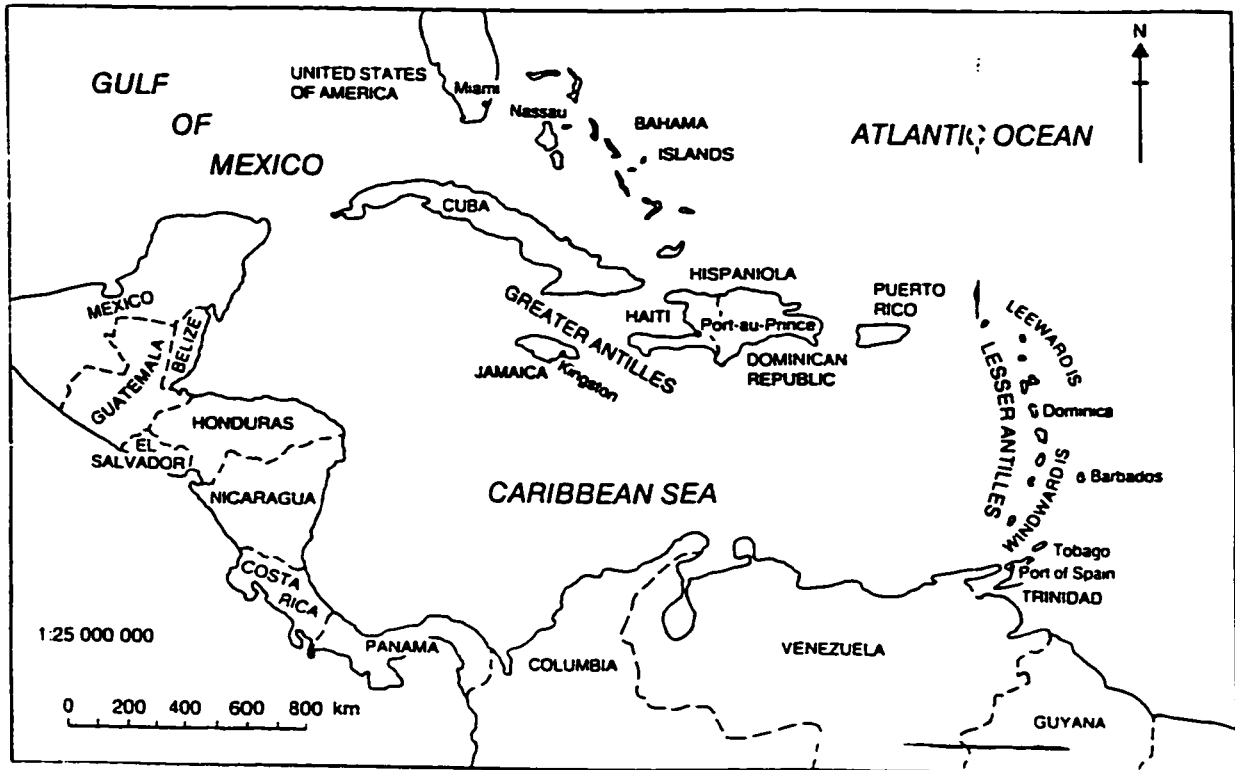 N
GULF
OF
MEXICO
UNITED STATES
OF AMERICA
Miami
Nassau
BAHAMA
ISLANDS
ATLANTIC OCEAN
CUBA
HISPANIOLA
PUERTO
RICO
MEXICO
BELIZE
GUATEMALA
GREATER ANTILLES
HAITI
Port-au-Prince
DOMINICAN
REPUBLIC
JAMAICA
Kingston
LEEWARD IS
LESSER ANTILLES
Dominica
HONDURAS
EL
SALVADOR
NICARAGUA
CARIBBEAN SEA
Barbados
WINDWARD IS
Tobago
Port of Spain
TRINIDAD
COSTA
RICA
PANAMA
COLUMBIA
VENEZUELA
GUYANA
1:25 000 000
0 200 400 600 800 km